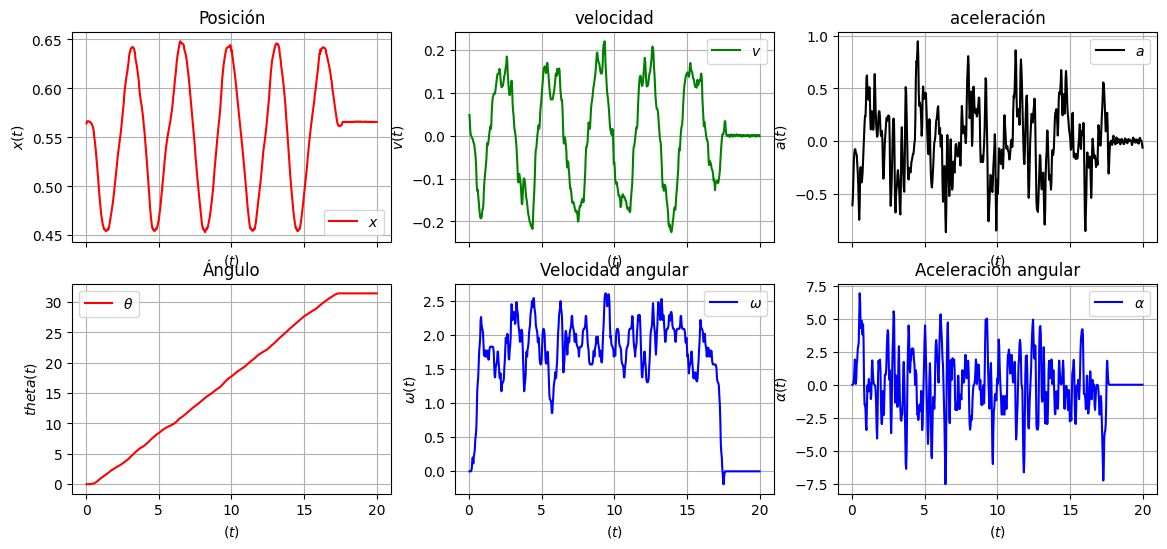 Posición
velocidad
aceleración
x(t)
0.65
0.60
0.55
0.50
0.45
x
(t)
v(t)
0.2
0.1
0.0
−0.1
−0.2
v
(t)
a(t)
1.0
0.5
0.0
−0.5
a
(t)
Ángulo
Velocidad angular
Aceleración angular
theta(t)
30
25
20
15
10
5
0
θ
0 5 10 15 20
(t)
ω(t)
2.5
2.0
1.5
1.0
0.5
0.0
ω
0 5 10 15 20
(t)
α(t)
7.5
5.0
2.5
0.0
−2.5
−5.0
−7.5
α
0 5 10 15 20
(t)